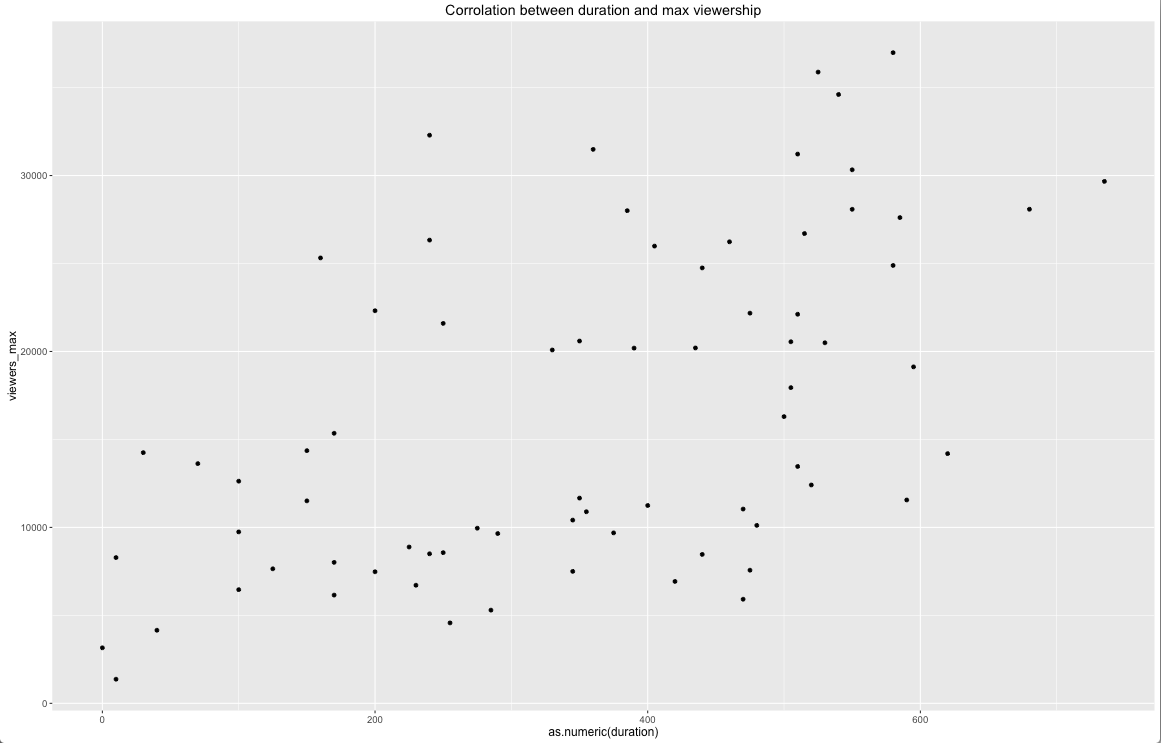 Corrolation between duration and max viewership
viewers_max
30000
20000
10000
0
0 200 400 600
as.numeric(duration)